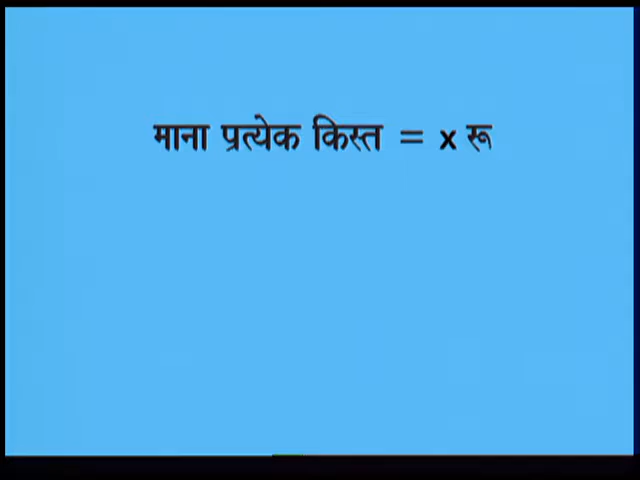 माना प्रत्येक किस्त = x रू